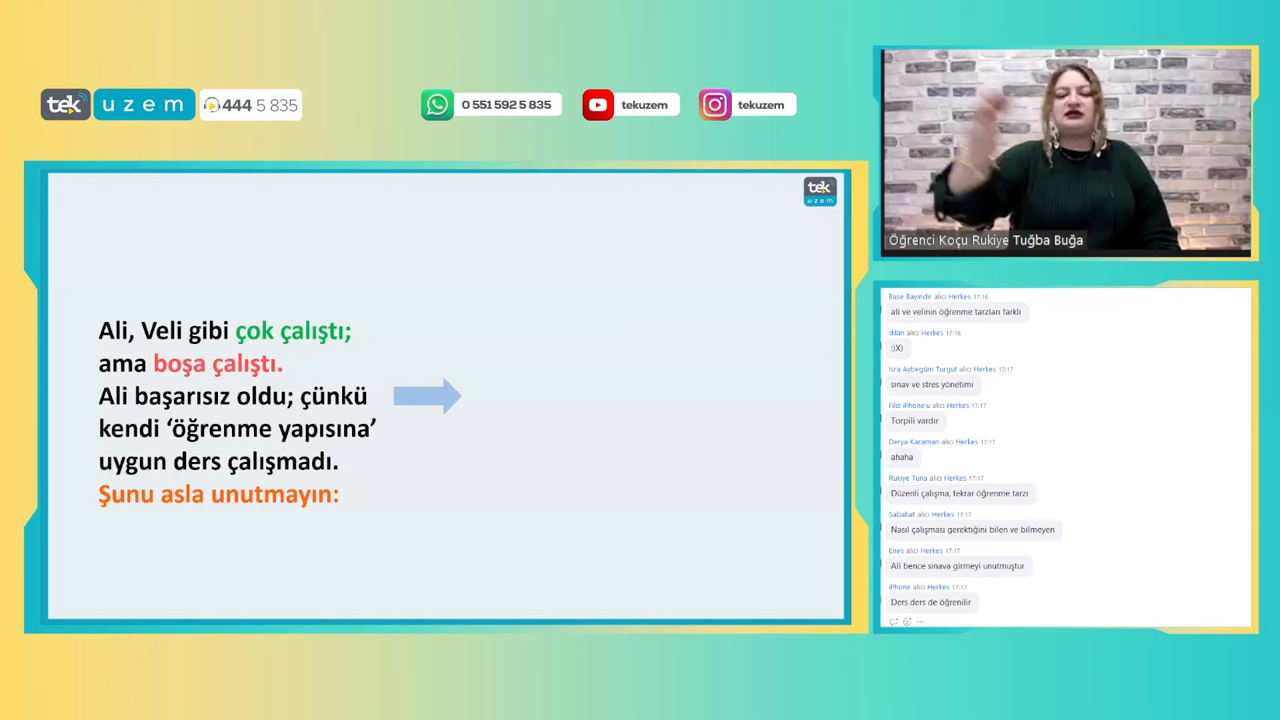 tek uzem 444 5 835
0 551 592 5 835
tekuzem
tekuzem
tek
uzem
Ali, Veli gibi çok çalıştı;
ama boşa çalıştı.
Ali başarısız oldu; çünkü
kendi ‘öğrenme yapısına’
uygun ders çalışmadı.
Şunu asla unutmayın:
Öğrenci Koçu Rukiye Tuğba Buğa
Buse Bayındır alıcı Herkes 17:16
ali ve velinin öğrenme tarzları farklı
dilan alıcı Herkes 17:16
:)X)
Isra Aybegüm Turgut alıcı Herkes 17:17
sınav ve stres yönetimi
Filiz iPhone'u alıcı Herkes 17:17
Torpili vardır
Derya Karaman alıcı Herkes 17:17
ahaha
Rukiye Tuna alıcı Herkes 17:17
Düzenli çalışma, tekrar öğrenme tarzı
Sabahat alıcı Herkes 17:17
Nasıl çalışması gerektiğini bilen ve bilmeyen
Enes alıcı Herkes 17:17
Ali bence sınava girmeyi unutmuştur
iPhone alıcı Herkes 17:17
Ders ders de öğrenilir